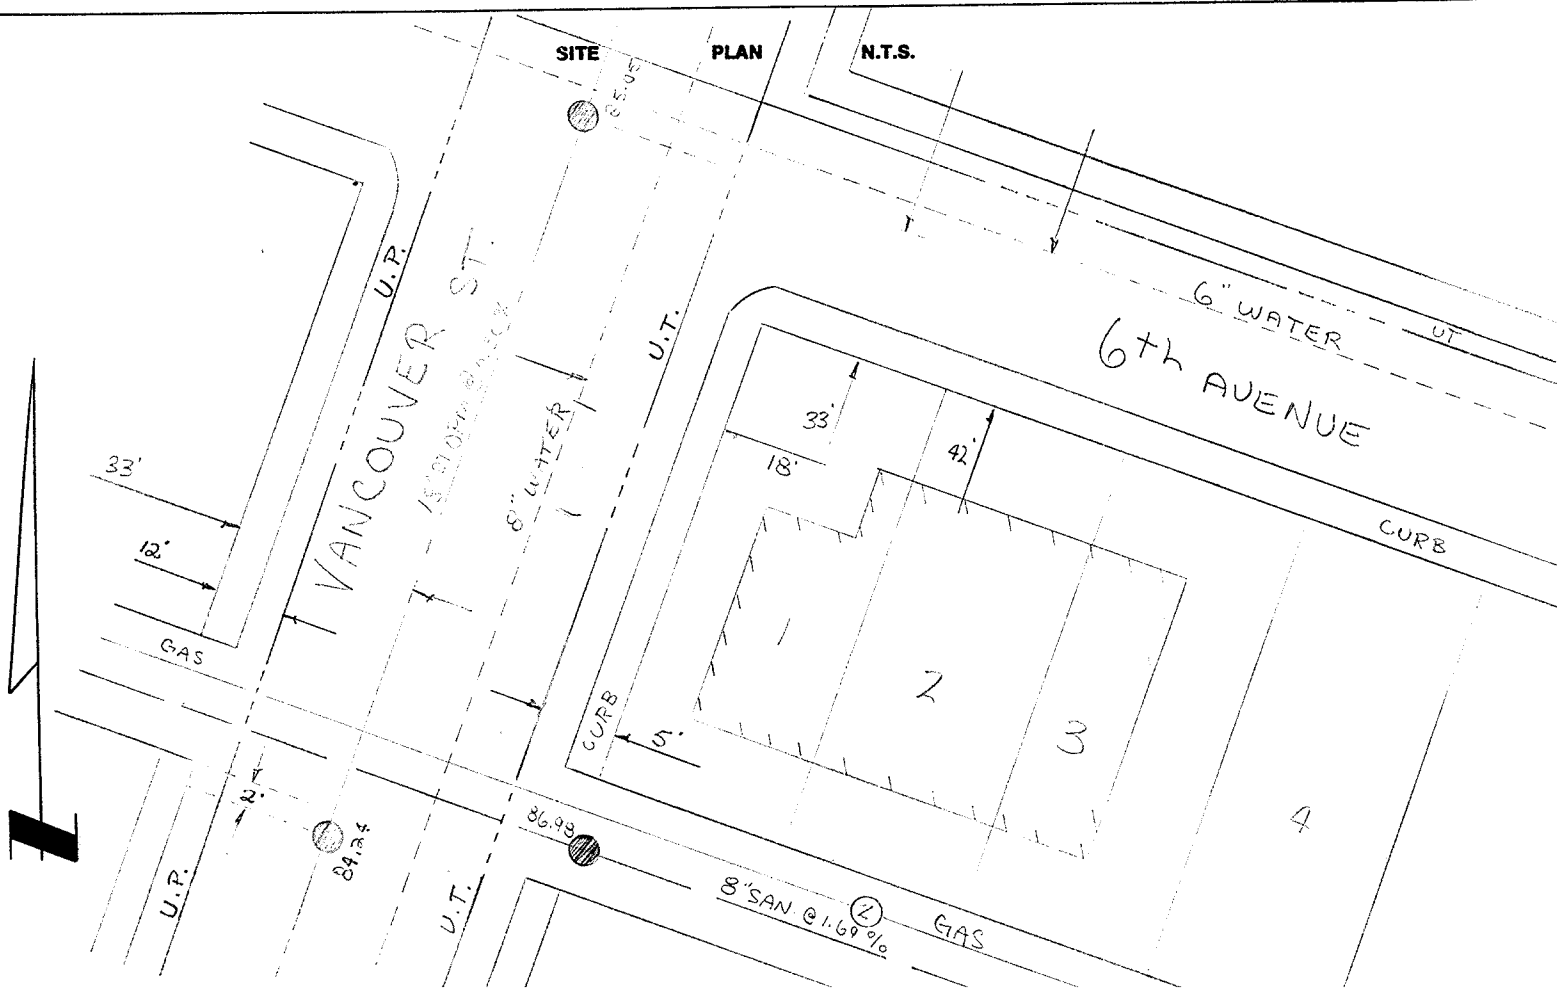 SITE PLAN N.T.S.
85.05
U.P.
VANCOUVER ST.
8" WATER
U.T.
6" WATER
UT
6th AVENUE
33'
18'
42'
CURB
33'
12'
GAS
1
2
3
4
CURB
5'
2'
84.24
86.98
U.P.
U.T.
8" SAN @ 1.69 %
2
GAS